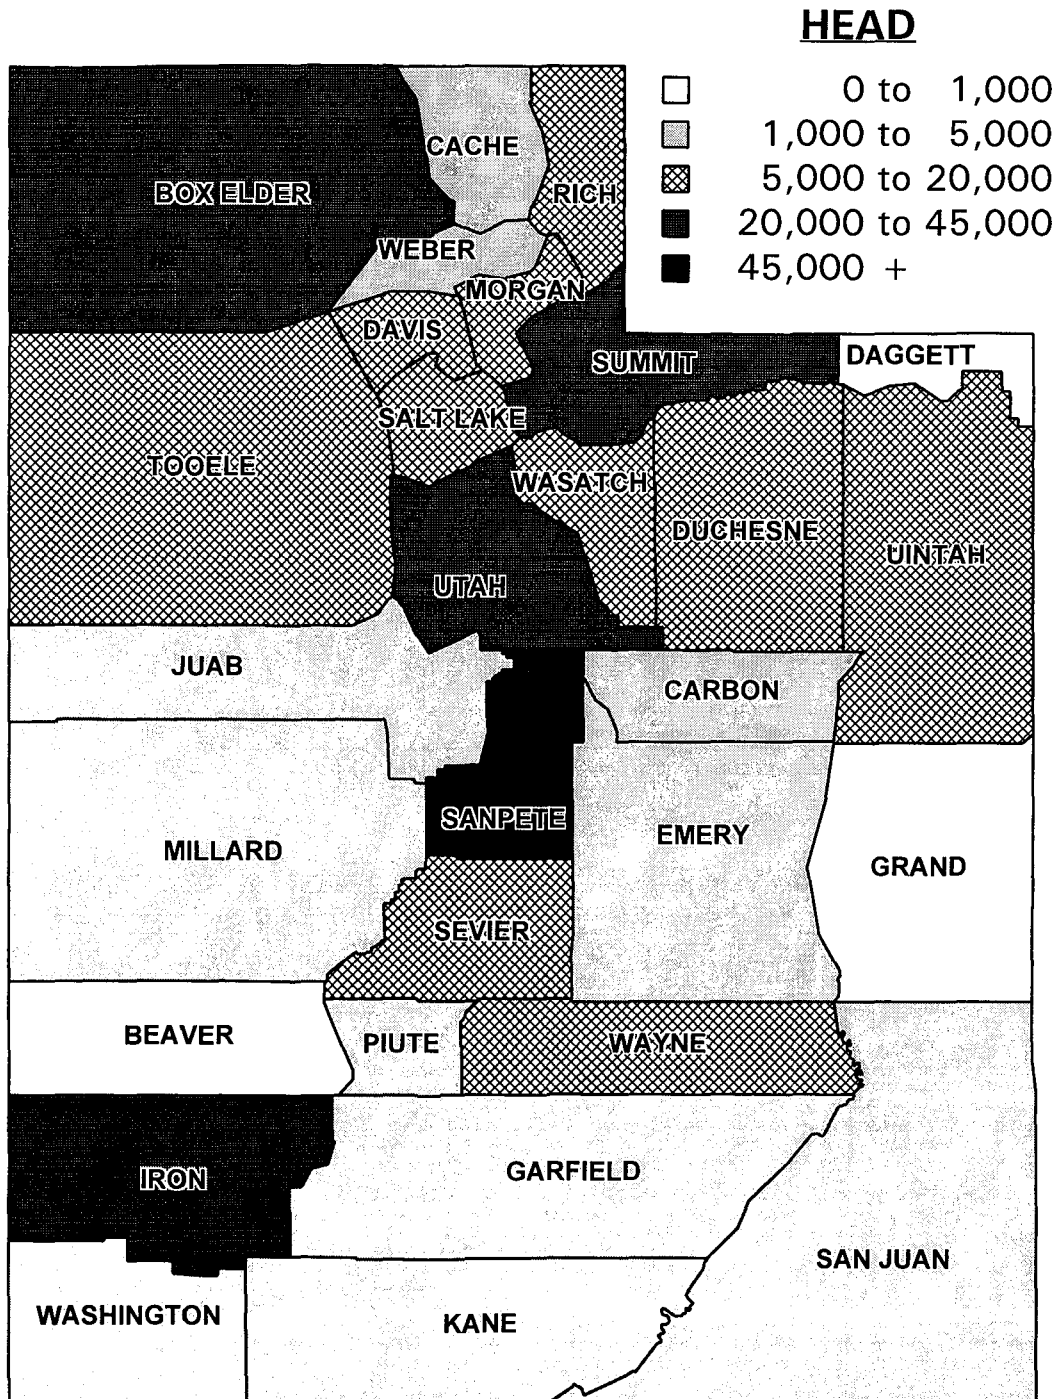 HEAD
0 to 1,000
1,000 to 5,000
5,000 to 20,000
20,000 to 45,000
45,000 +
CACHE
BOX ELDER
RICH
WEBER
MORGAN
DAVIS
SUMMIT
DAGGETT
SALT LAKE
TOOELE
WASATCH
DUCHESNE
UINTAH
UTAH
JUAB
CARBON
SANPETE
EMERY
MILLARD
GRAND
SEVIER
BEAVER
PIUTE
WAYNE
IRON
GARFIELD
SAN JUAN
WASHINGTON
KANE